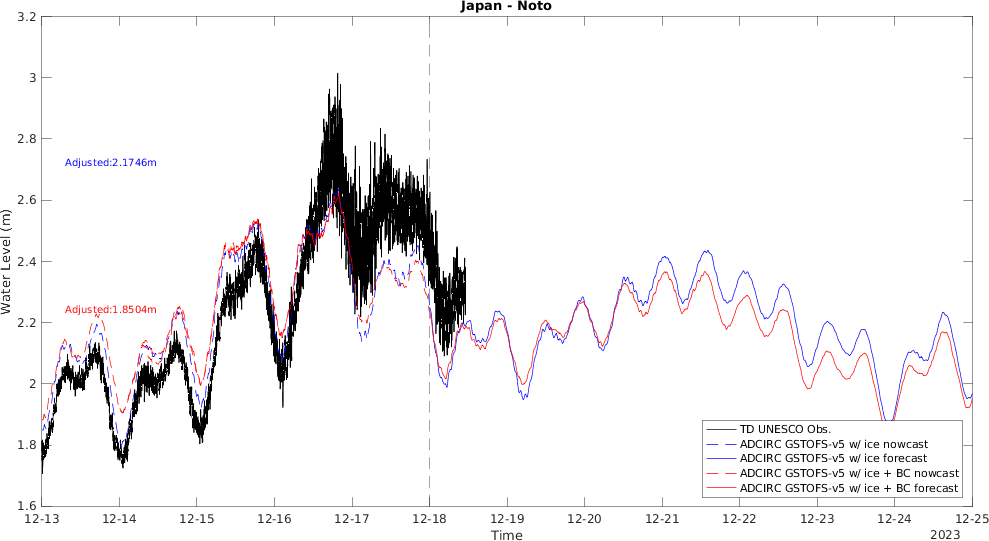 Japan - Noto
3.2
3
2.8
2.6
2.4
2.2
2
1.8
1.6
Water Level (m)
Adjusted:2.1746m
Adjusted:1.8504m
TD UNESCO Obs.
ADCIRC GSTOFS-v5 w/ ice nowcast
ADCIRC GSTOFS-v5 w/ ice forecast
ADCIRC GSTOFS-v5 w/ ice + BC nowcast
ADCIRC GSTOFS-v5 w/ ice + BC forecast
12-13 12-14 12-15 12-16 12-17 12-18 12-19 12-20 12-21 12-22 12-23 12-24 12-25
Time
2023